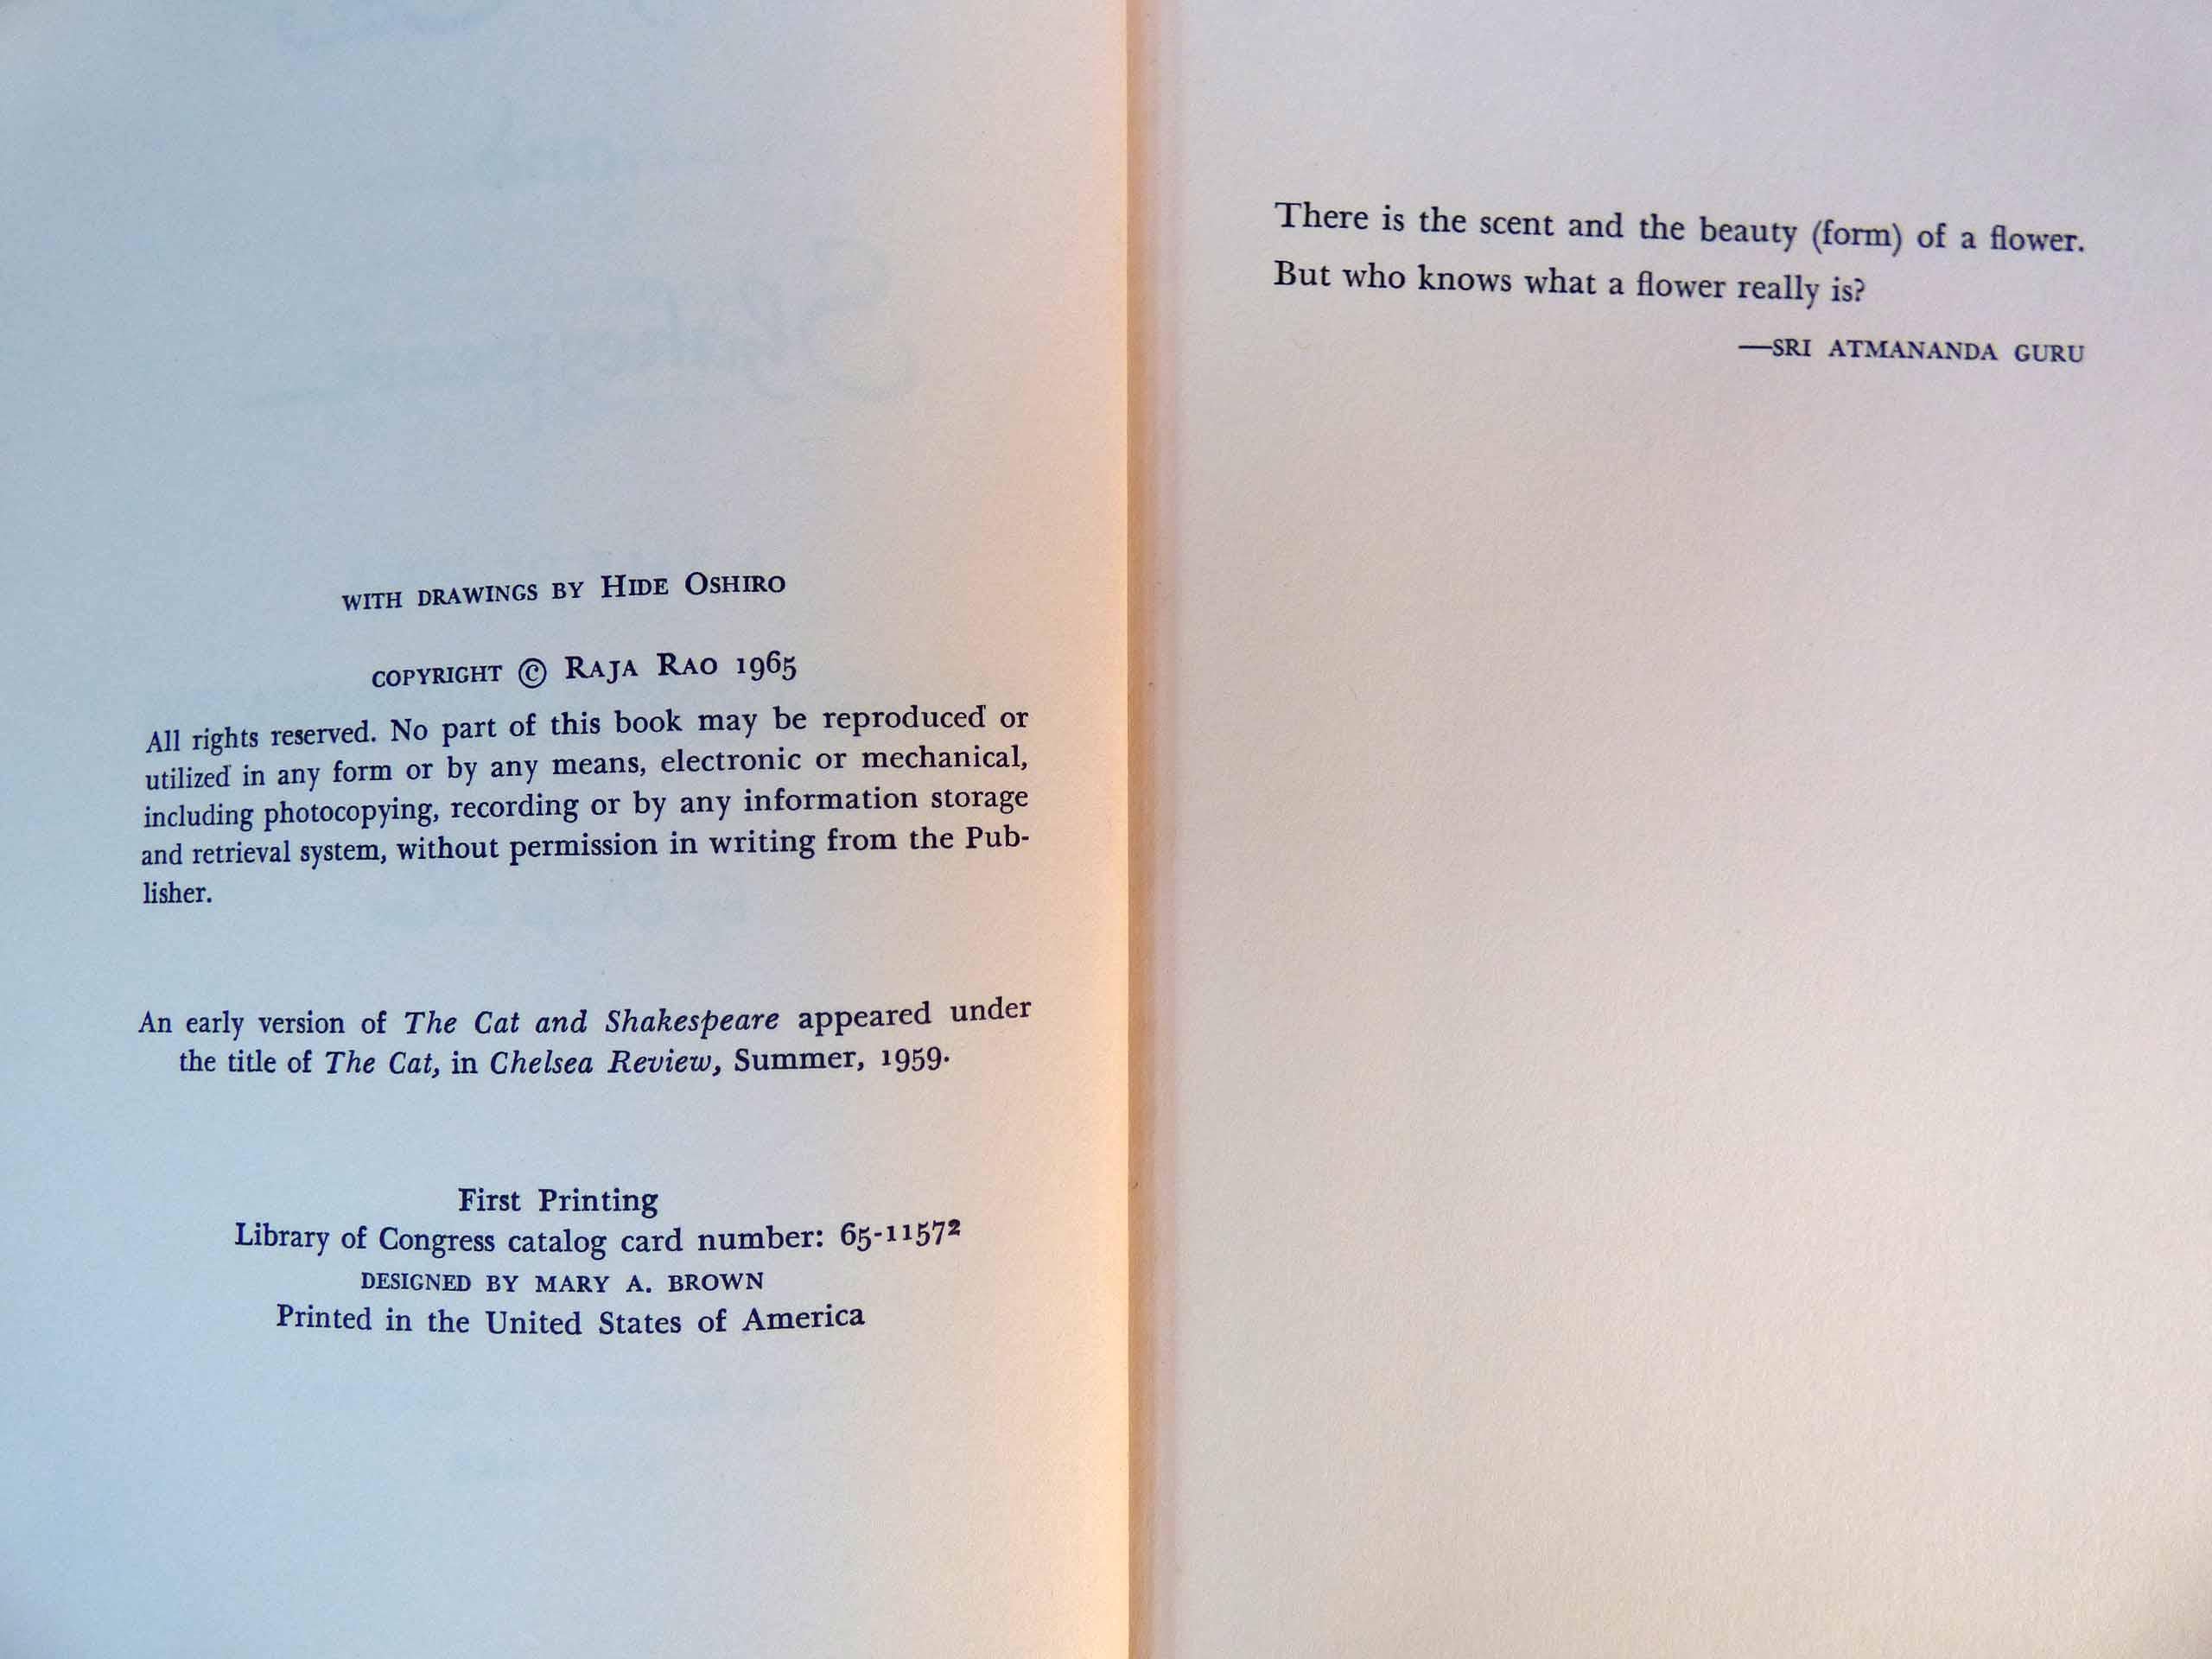 WITH DRAWINGS BY HIDE OSHIRO
COPYRIGHT © RAJA RAO 1965
All rights reserved. No part of this book may be reproduced or
utilized in any form or by any means, electronic or mechanical,
including photocopying, recording or by any information storage
and retrieval system, without permission in writing from the Pub-
lisher.
An early version of The Cat and Shakespeare appeared under
the title of The Cat, in Chelsea Review, Summer, 1959.
First Printing
Library of Congress catalog card number: 65-11572
DESIGNED BY MARY A. BROWN
Printed in the United States of America
There is the scent and the beauty (form) of a flower.
But who knows what a flower really is?
—SRI ATMANANDA GURU